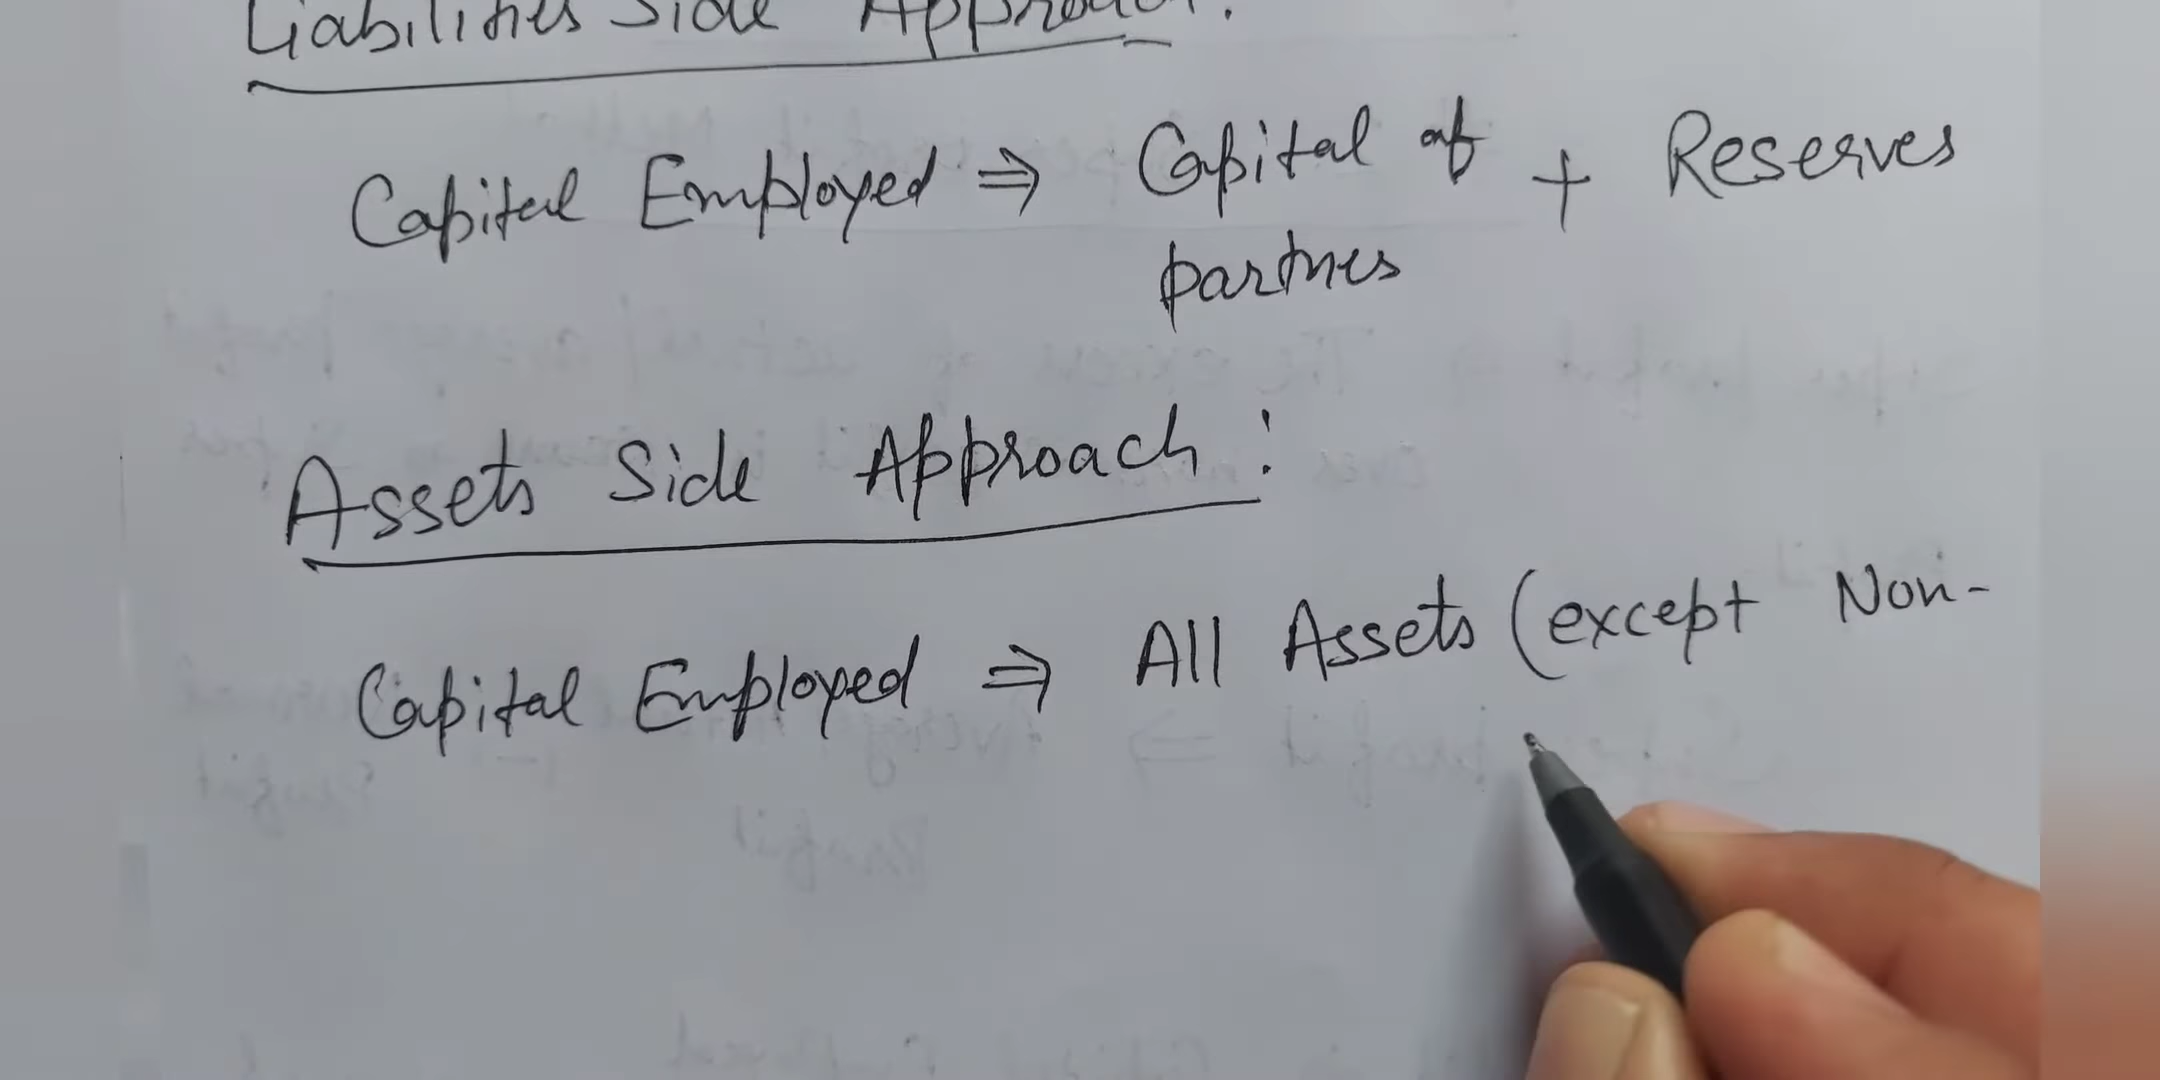 Liabilities Side Approach:
Capital Employed ⇒ Capital of + Reserves
partners
Assets Side Approach:
Capital Employed ⇒ All Assets (except Non-